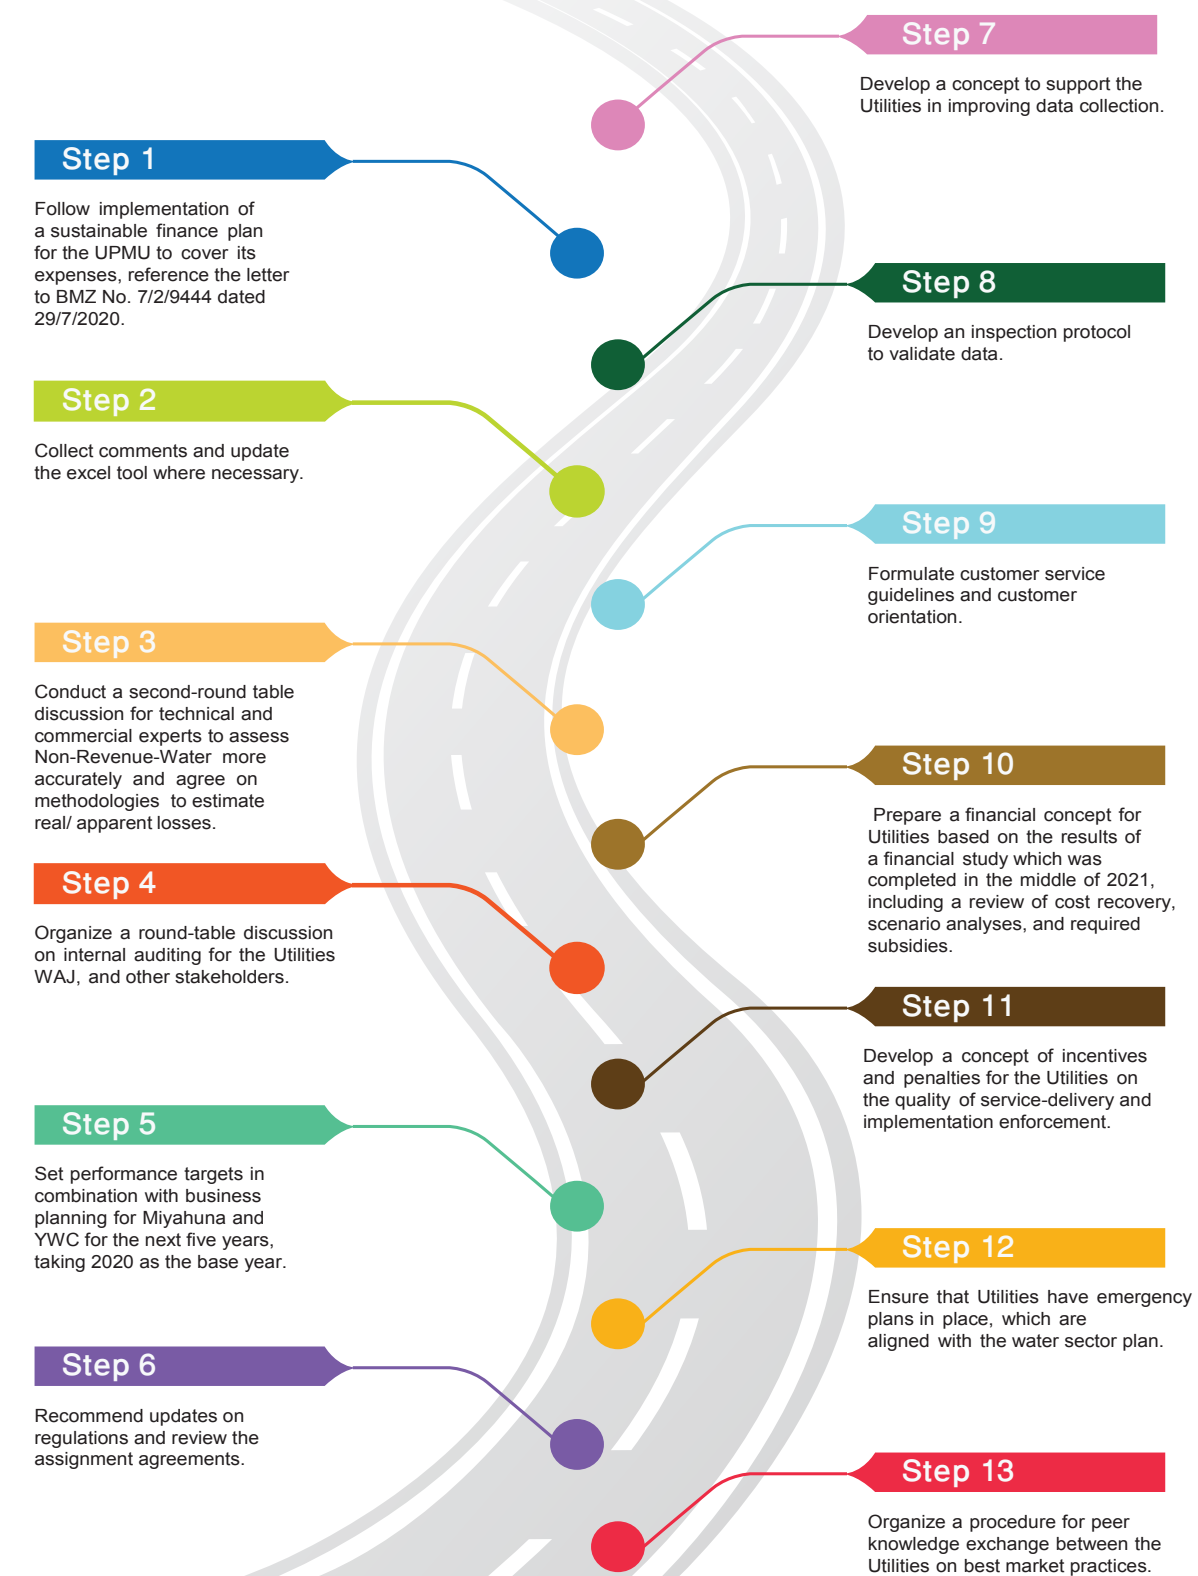 Step 1
Follow implementation of
a sustainable finance plan
for the UPMU to cover its
expenses, reference the letter
to BMZ No. 7/2/9444 dated
29/7/2020.
Step 2
Collect comments and update
the excel tool where necessary.
Step 3
Conduct a second-round table
discussion for technical and
commercial experts to assess
Non-Revenue-Water more
accurately and agree on
methodologies to estimate
real/ apparent losses.
Step 4
Organize a round-table discussion
on internal auditing for the Utilities
WAJ, and other stakeholders.
Step 5
Set performance targets in
combination with business
planning for Miyahuna and
YWC for the next five years,
taking 2020 as the base year.
Step 6
Recommend updates on
regulations and review the
assignment agreements.
Step 7
Develop a concept to support the
Utilities in improving data collection.
Step 8
Develop an inspection protocol
to validate data.
Step 9
Formulate customer service
guidelines and customer
orientation.
Step 10
Prepare a financial concept for
Utilities based on the results of
a financial study which was
completed in the middle of 2021,
including a review of cost recovery,
scenario analyses, and required
subsidies.
Step 11
Develop a concept of incentives
and penalties for the Utilities on
the quality of service-delivery and
implementation enforcement.
Step 12
Ensure that Utilities have emergency
plans in place, which are
aligned with the water sector plan.
Step 13
Organize a procedure for peer
knowledge exchange between the
Utilities on best market practices.